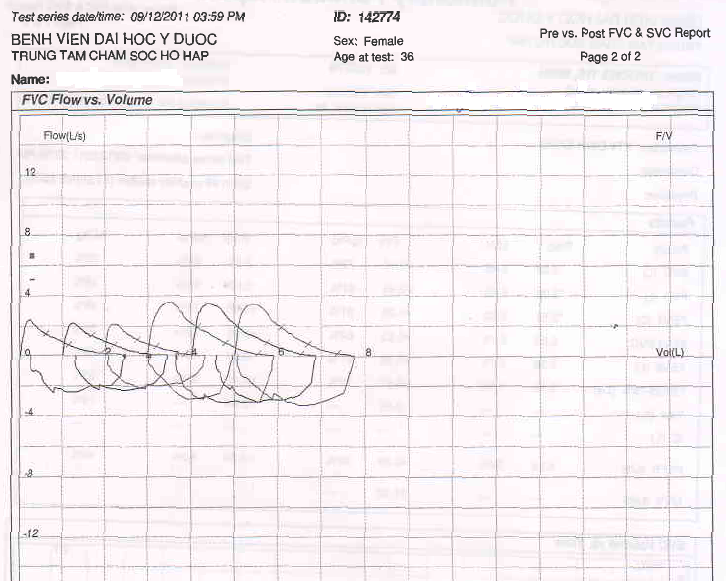 Test series date/time: 09/12/2011 03:59 PM
ID: 142774
BENH VIEN DAI HOC Y DUOC
TRUNG TAM CHAM SOC HO HAP
Sex: Female
Age at test: 36
Pre vs. Post FVC & SVC Report
Page 2 of 2
Name:
FVC Flow vs. Volume
Flow(L/s)
F/V
12
8
4
0
2
4
6
8
Vol(L)
-4
-8
-12